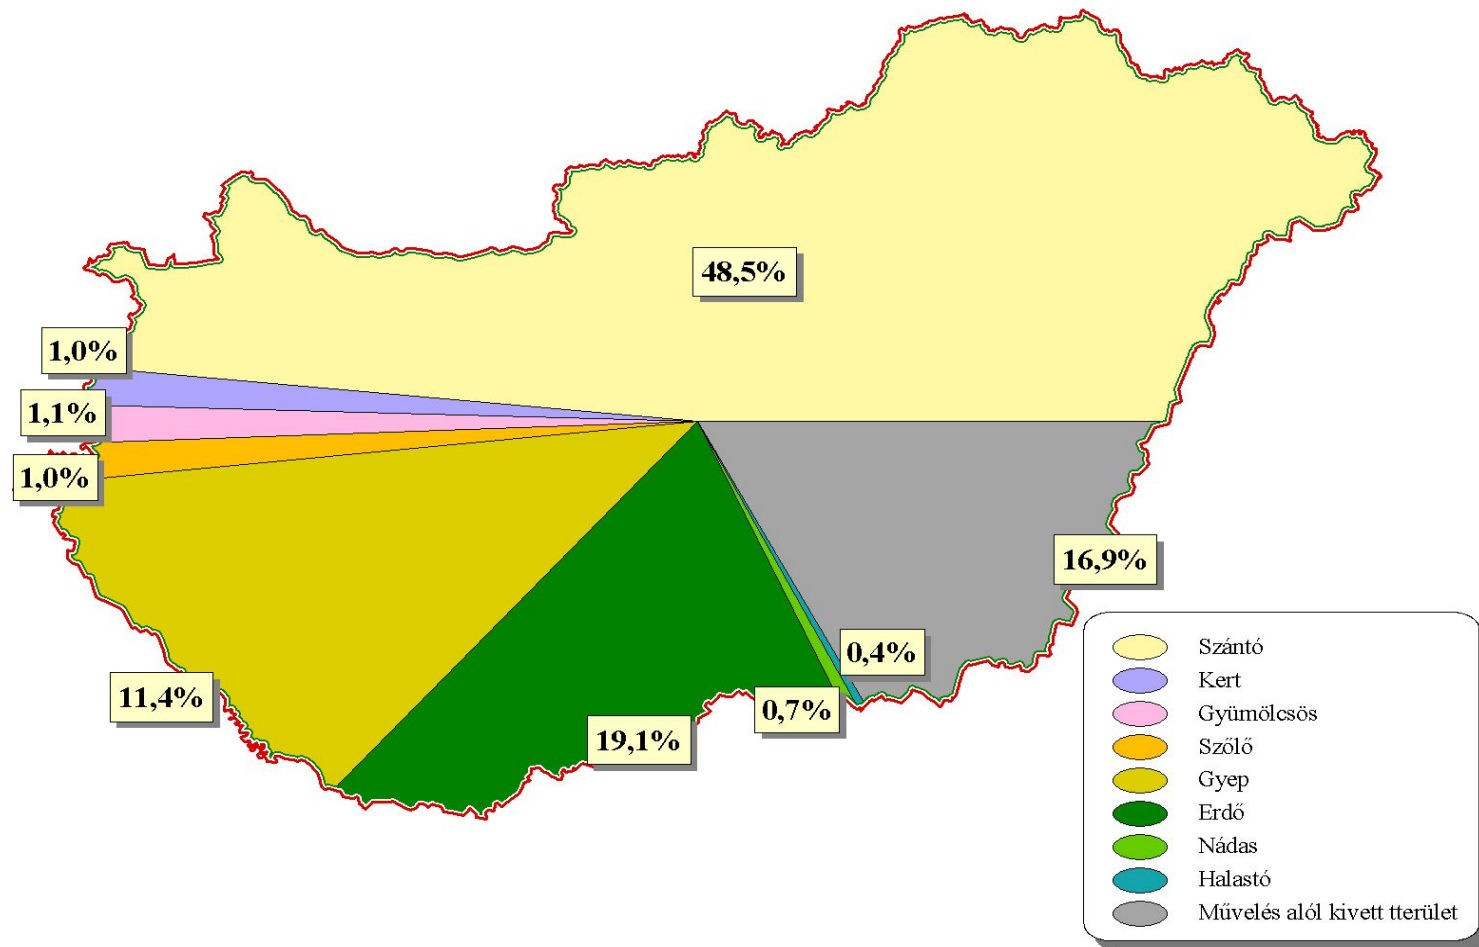 48,5%
1,0%
1,1%
1,0%
16,9%
0,4%
11,4%
0,7%
19,1%
Szántó
Kert
Gyümölcsös
Szőlő
Gyep
Erdő
Nádas
Halastó
Művelés alól kivett tterület